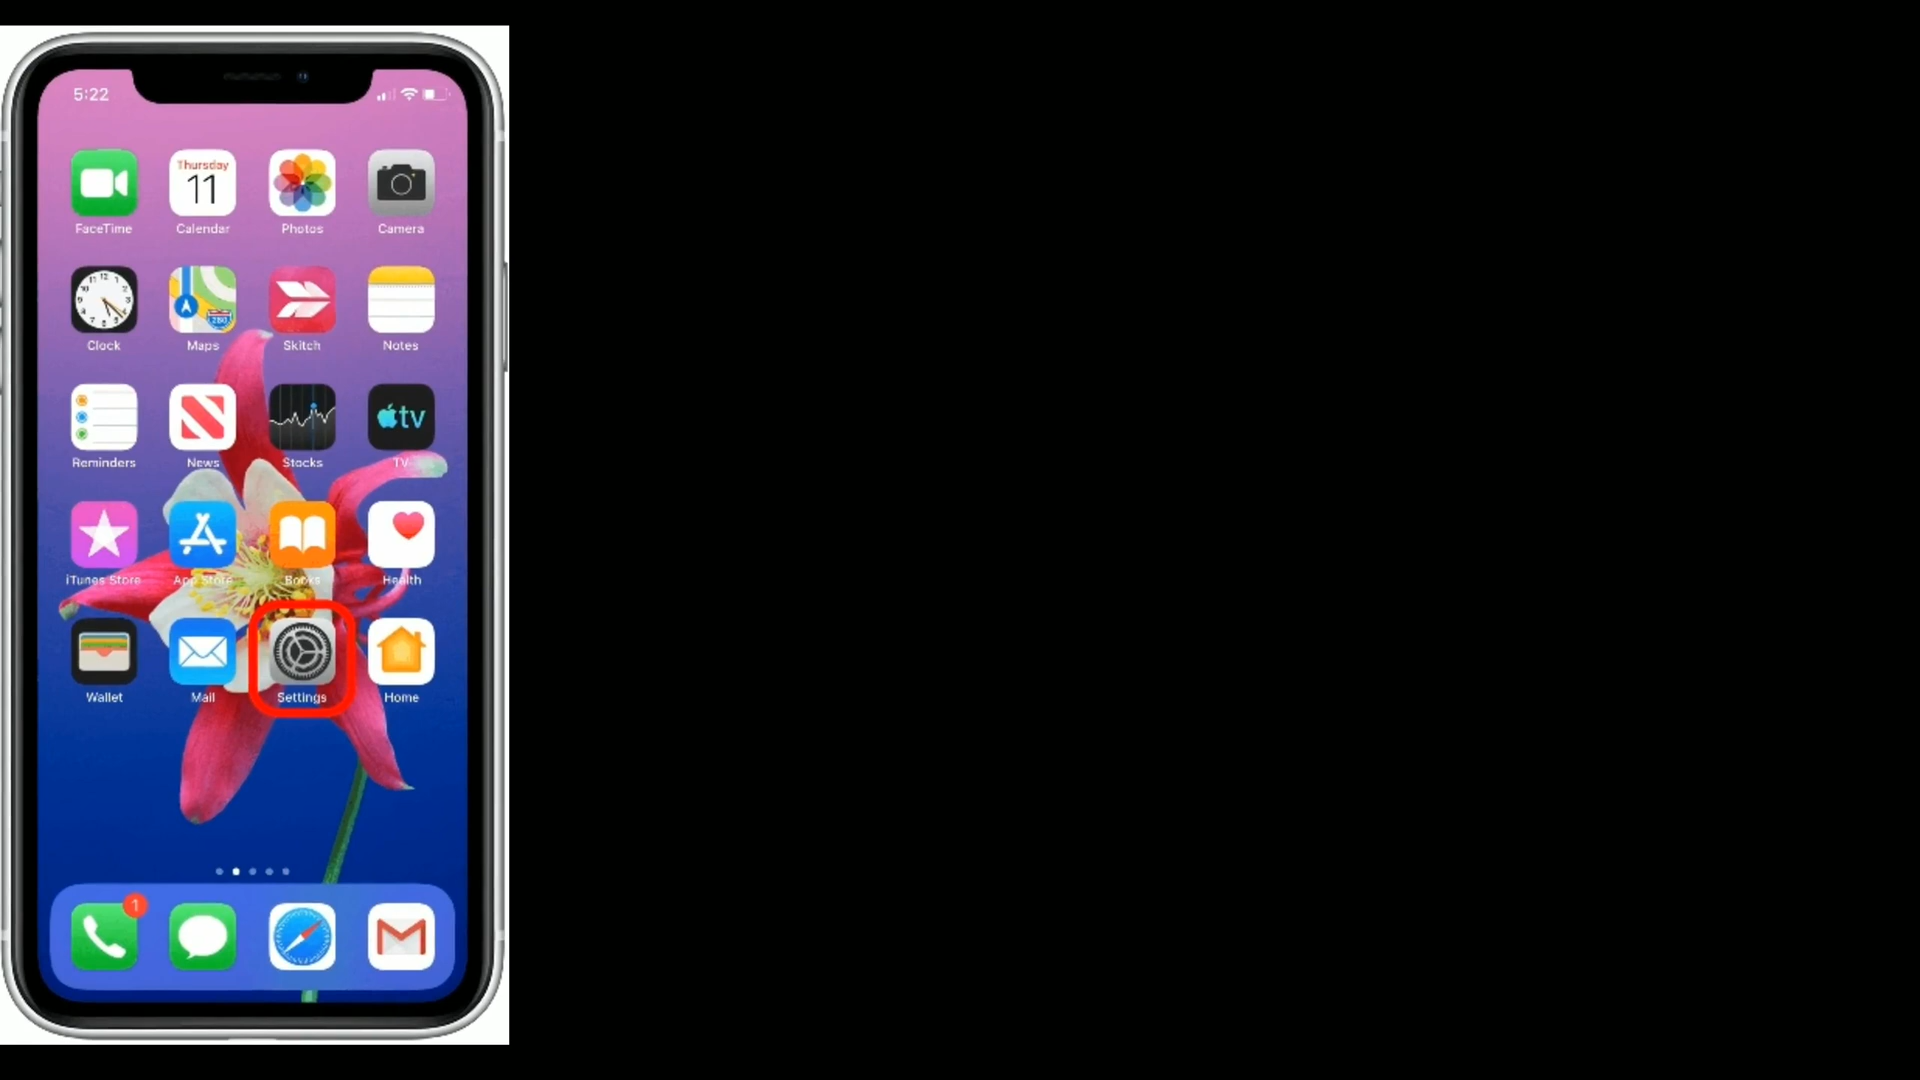 5:22
Thursday
11
FaceTime Calendar Photos Camera
280
Clock Maps Skitch Notes
tv
Reminders News Stocks TV
iTunes Store App Store Books Health
Wallet Mail Settings Home
1